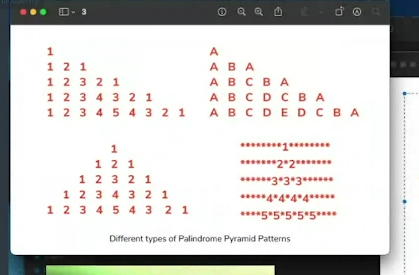 3
1
1 2 1
1 2 3 2 1
1 2 3 4 3 2 1
1 2 3 4 5 4 3 2 1
A
A B A
A B C B A
A B C D C B A
A B C D E D C B A
1
1 2 1
1 2 3 2 1
1 2 3 4 3 2 1
1 2 3 4 5 4 3 2 1
********1********
*******2*2*******
******3*3*3******
*****4*4*4*4*****
****5*5*5*5*5****
Different types of Palindrome Pyramid Patterns